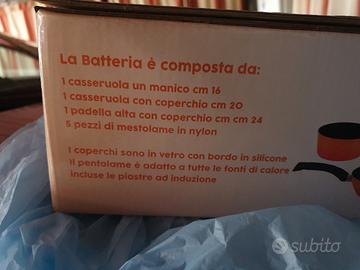 La Batteria è composta da:
1 casseruola un manico cm 16
1 casseruola con coperchio cm 20
1 padella alta con coperchio cm cm 24
5 pezzi di mestolame in nylon
I coperchi sono in vetro con bordo in silicone
Il pentolame è adatto a tutte le fonti di calore
incluse le piastre ad induzione
subito